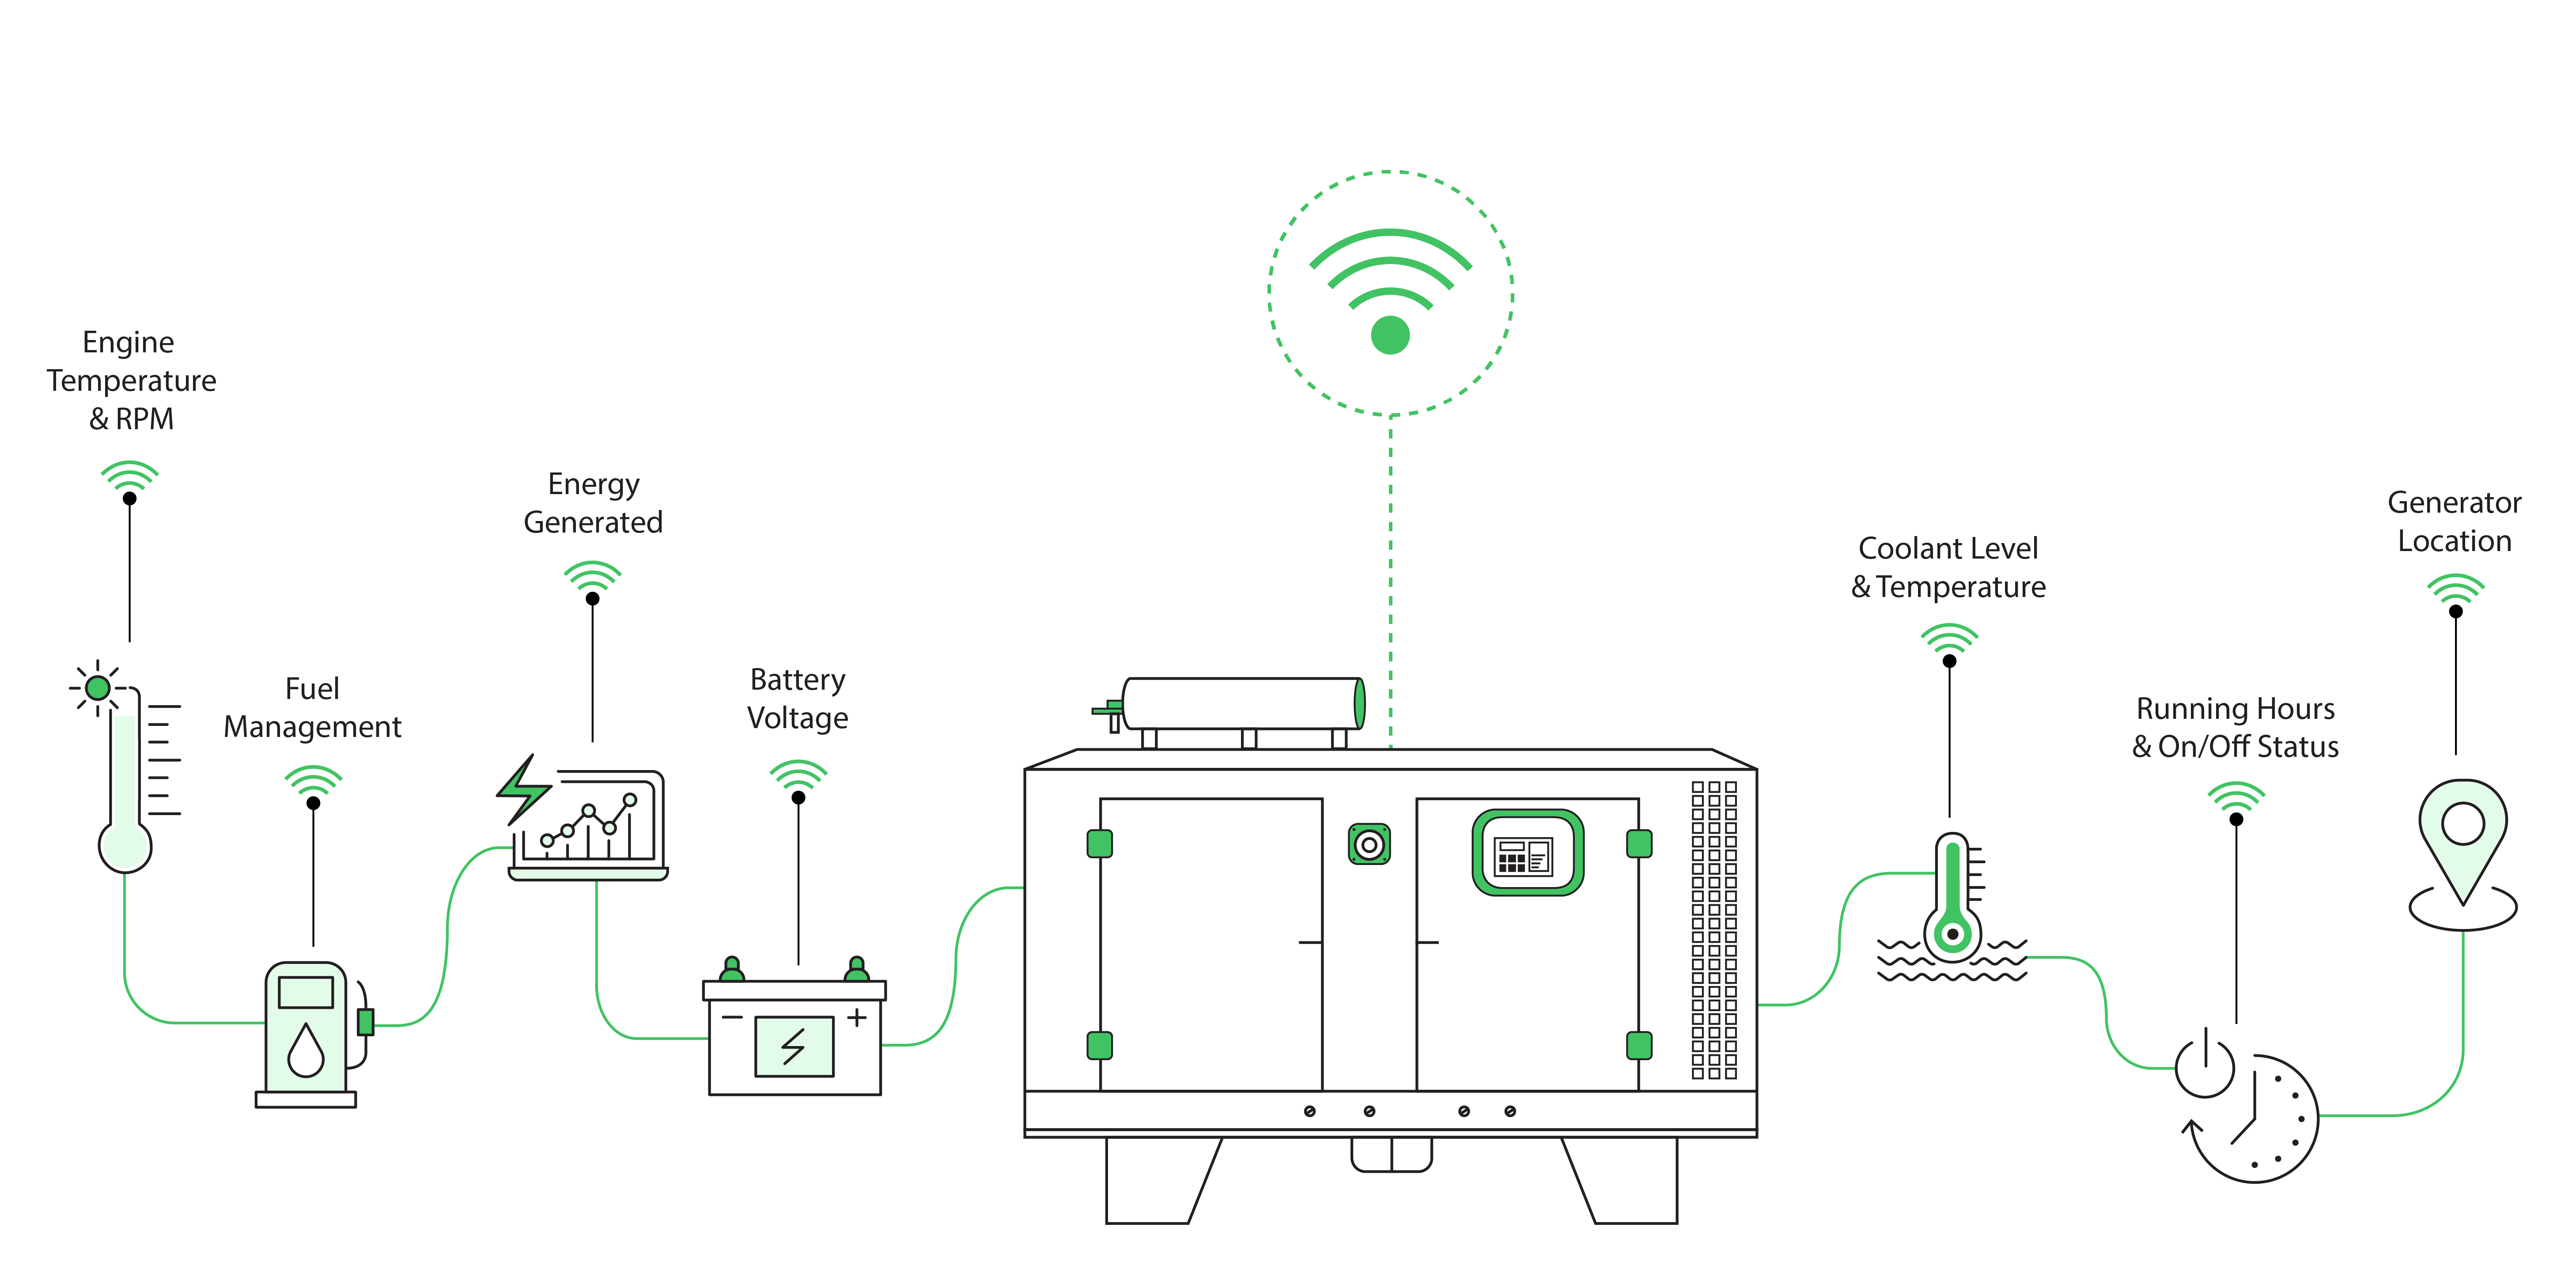 Engine
Temperature
& RPM
Fuel
Management
Energy
Generated
Battery
Voltage
Coolant Level
& Temperature
Running Hours
& On/Off Status
Generator
Location